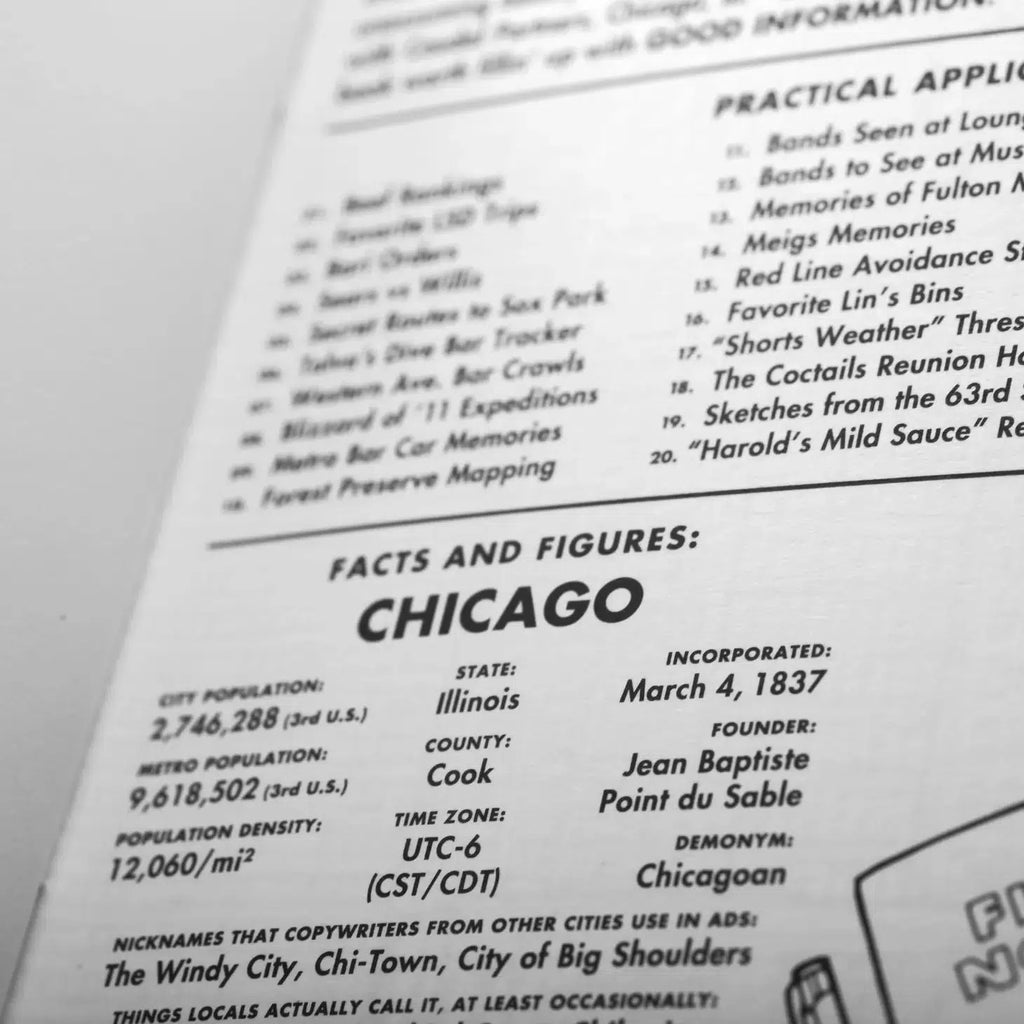 with Coudal Partners, Chicago,
book worth fillin' up with GOOD INFORMATION.
PRACTICAL APPLIC
Beef Rankings
Favorite LSD Trips
Beri Orders
Sears vs Willis
Secret Routes to Sox Park
Dive Bar Tracker
Western Ave. Bar Crawls
Blizzard of '11 Expeditions
Metra Bar Car Memories
10. Forest Preserve Mapping
11. Bands Seen at Loung
12. Bands to See at Mus
13. Memories of Fulton
14. Meigs Memories
15. Red Line Avoidance St
16. Favorite Lin's Bins
17. "Shorts Weather" Thres
18. The Coctails Reunion Ho
19. Sketches from the 63rd
20. "Harold's Mild Sauce" Re
FACTS AND FIGURES:
CHICAGO
CITY POPULATION:
2,746,288 (3rd U.S.)
METRO POPULATION:
9,618,502 (3rd U.S.)
POPULATION DENSITY:
12,060/mi²
STATE:
Illinois
COUNTY:
Cook
TIME ZONE:
UTC-6
(CST/CDT)
INCORPORATED:
March 4, 1837
FOUNDER:
Jean Baptiste
Point du Sable
DEMONYM:
Chicagoan
NICKNAMES THAT COPYWRITERS FROM OTHER CITIES USE IN ADS:
The Windy City, Chi-Town, City of Big Shoulders
THINGS LOCALS ACTUALLY CALL IT, AT LEAST OCCASIONALLY: